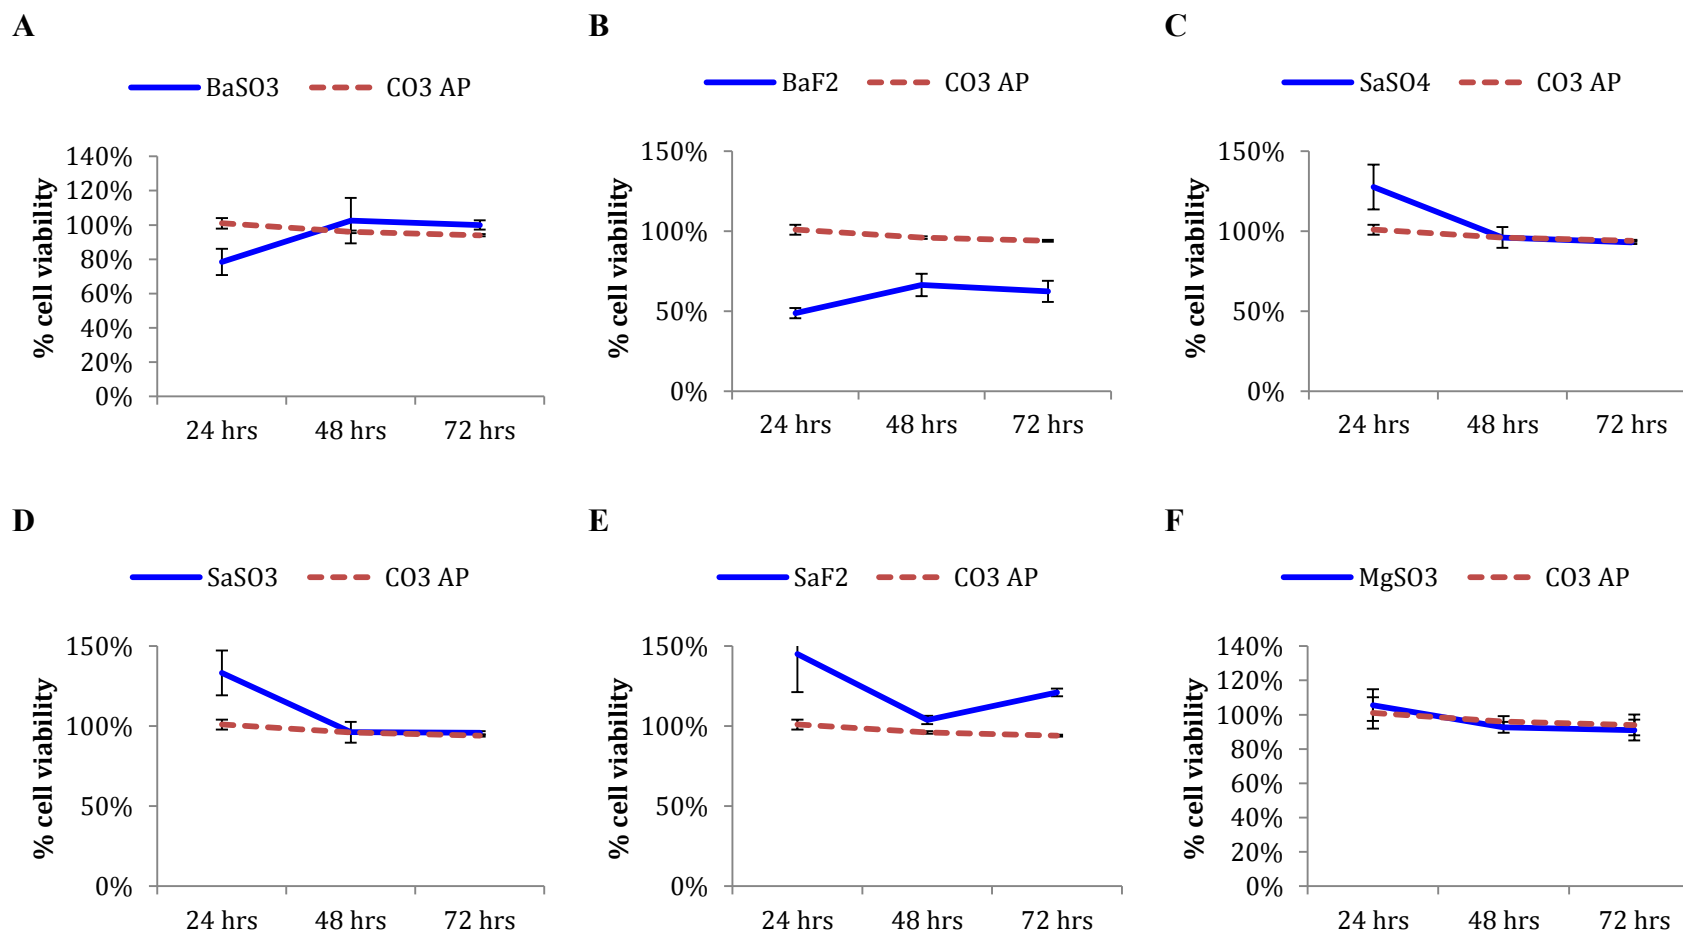 A
B
C
BaSO3 CO3 AP
BaF2 CO3 AP
SaSO4 CO3 AP
% cell viability
140%
120%
100%
80%
60%
40%
20%
0%
24 hrs 48 hrs 72 hrs
% cell viability
150%
100%
50%
0%
24 hrs 48 hrs 72 hrs
% cell viability
150%
100%
50%
0%
24 hrs 48 hrs 72 hrs
D
E
F
SaSO3 CO3 AP
SaF2 CO3 AP
MgSO3 CO3 AP
% cell viability
150%
100%
50%
0%
24 hrs 48 hrs 72 hrs
% cell viability
150%
100%
50%
0%
24 hrs 48 hrs 72 hrs
% cell viability
140%
120%
100%
80%
60%
40%
20%
0%
24 hrs 48 hrs 72 hrs